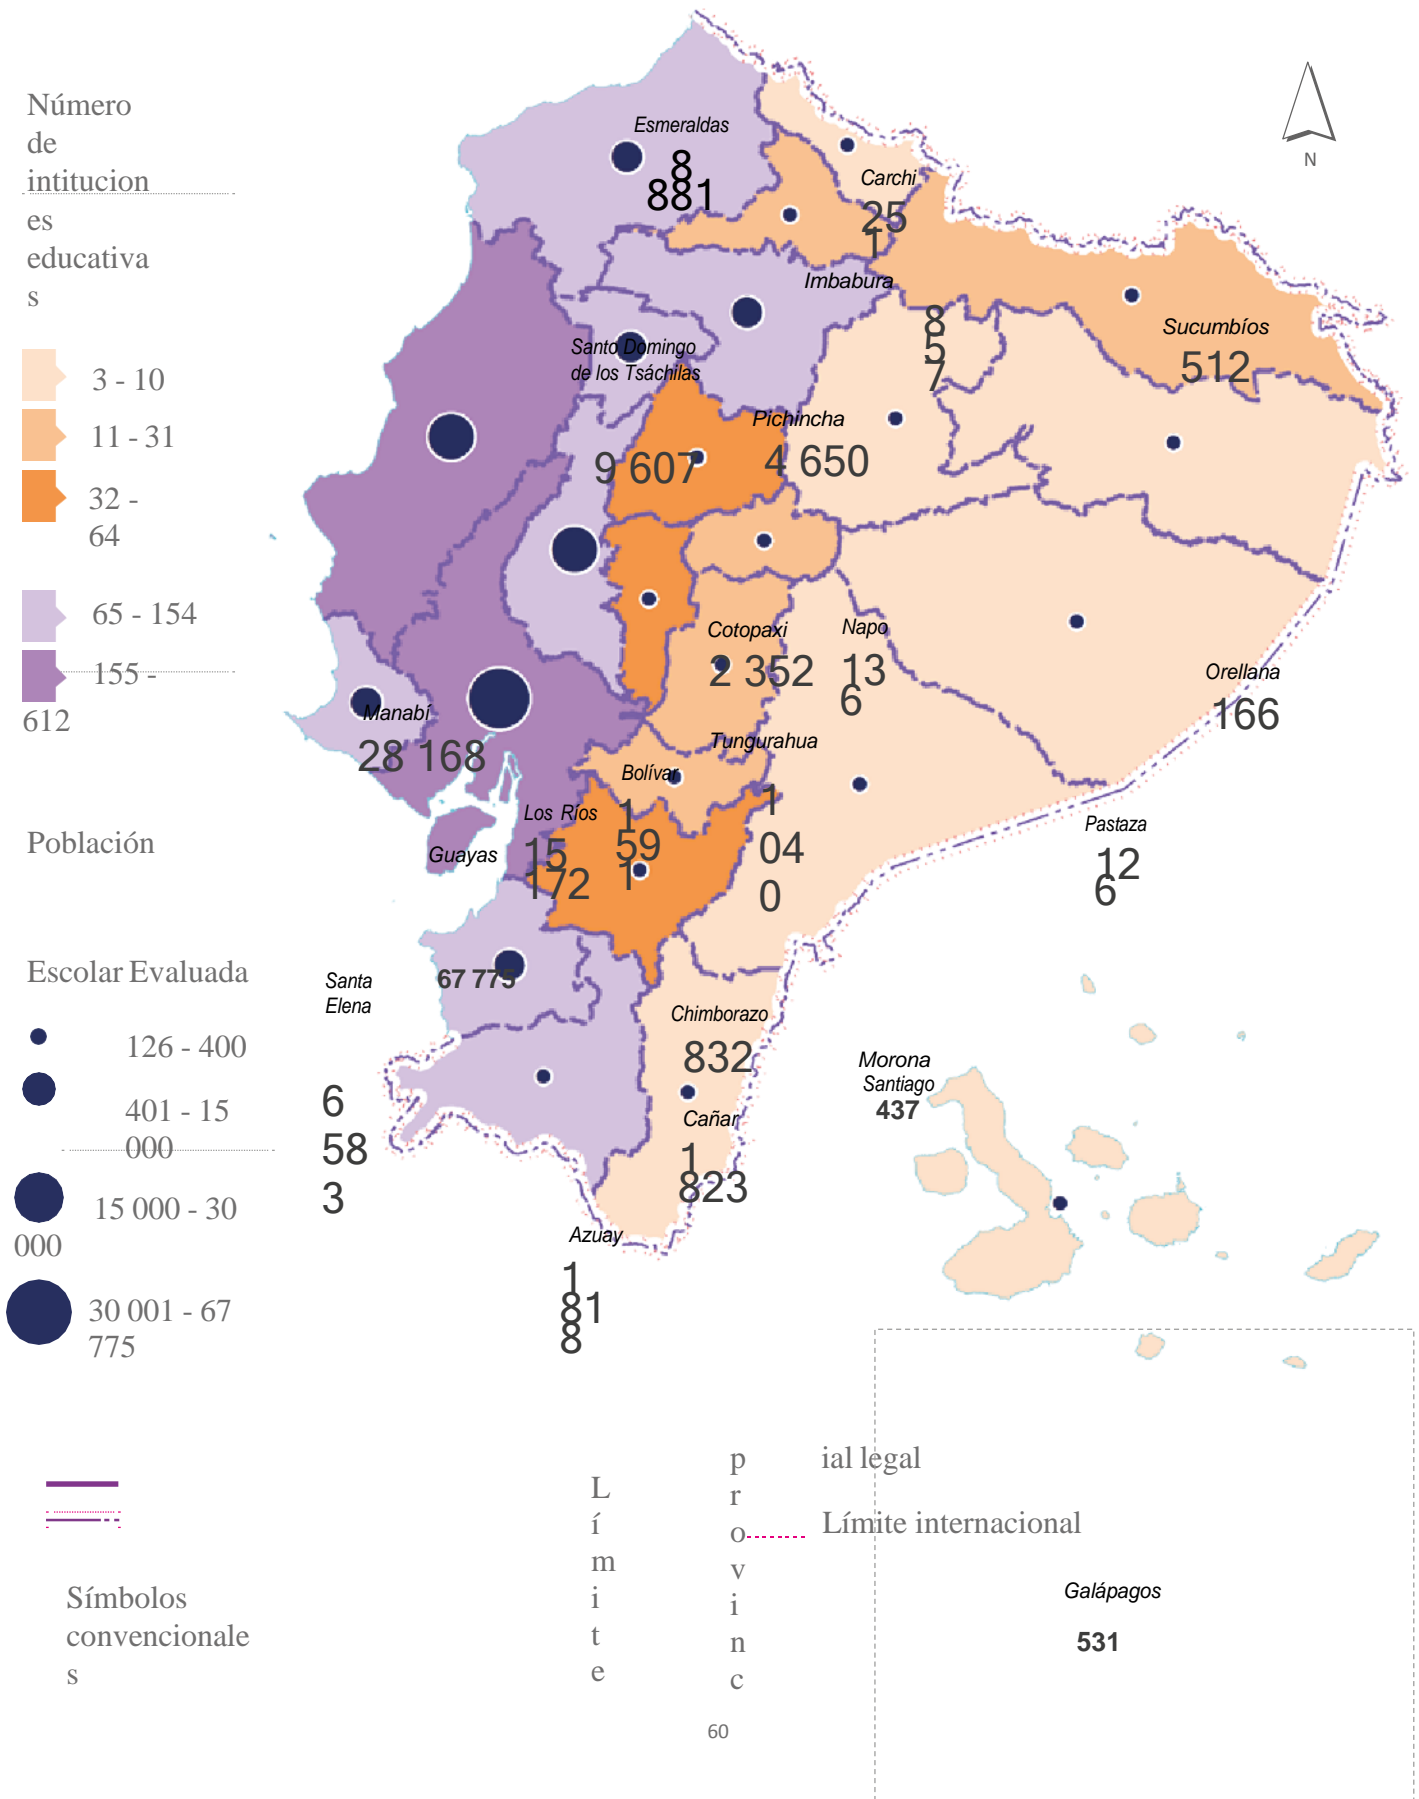 Número
de
intitucion
es
educativa
s
3 - 10
11 - 31
32 -
64
65 - 154
155 -
612
Población
Escolar Evaluada
126 - 400
401 - 15
000
15 000 - 30
000
30 001 - 67
775
Símbolos
convencionale
s
N
Esmeraldas
8
881
Carchi
25
1
Imbabura
8
5
7
Sucumbíos
512
Santo Domingo
de los Tsáchilas
9 607
Pichincha
4 650
Cotopaxi
2 352
Napo
13
6
Orellana
166
Manabí
28 168
Tungurahua
1
04
0
Bolívar
1
59
1
Los Ríos
15
172
Guayas
67 775
Pastaza
12
6
Santa
Elena
6
58
3
Chimborazo
832
Morona
Santiago
437
Cañar
1
823
Azuay
1
81
8
L
í
m
i
t
e
p
r
o
v
i
n
c
ial legal
Límite internacional
Galápagos
531
60